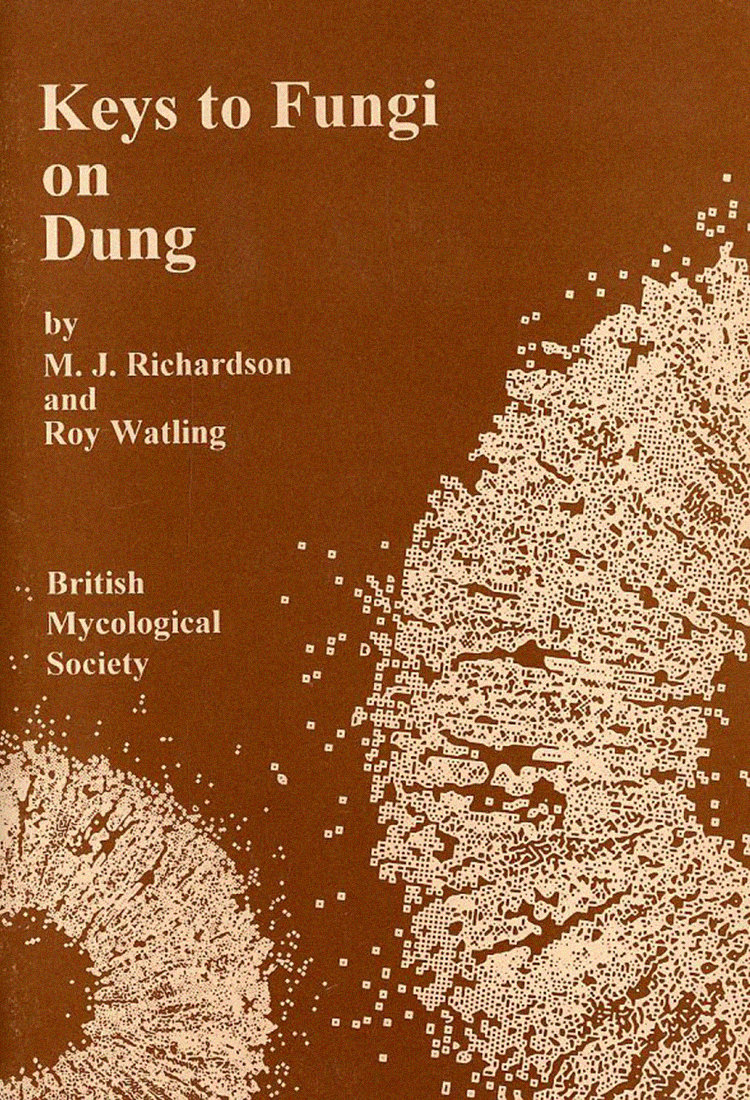 Keys to Fungi
on
Dung
by
M. J. Richardson
and
Roy Watling
British
Mycological
Society